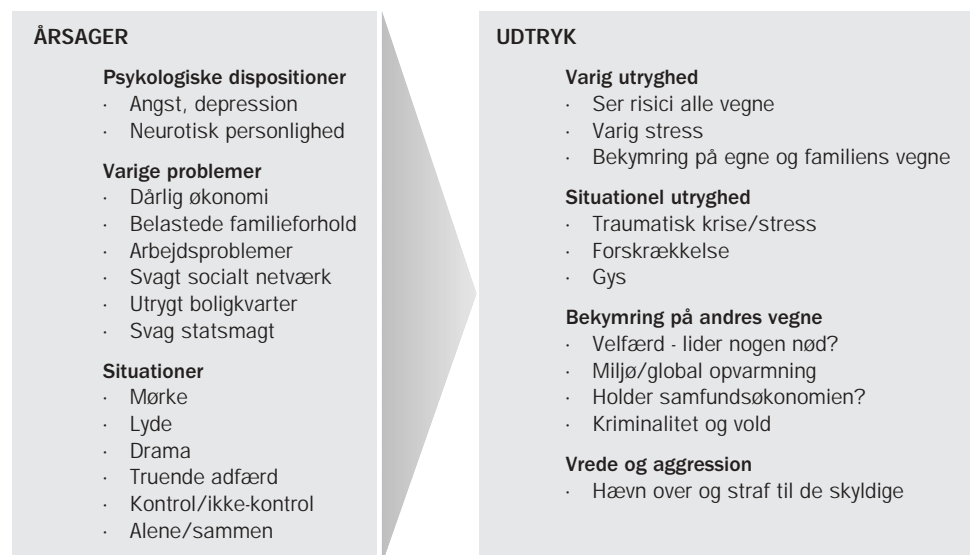 ÅRSAGER
Psykologiske dispositioner
· Angst, depression
· Neurotisk personlighed
Varige problemer
· Dårlig økonomi
· Belastede familieforhold
· Arbejdsproblemer
· Svagt socialt netværk
· Utrygt boligkvarter
· Svag statsmagt
Situationer
· Mørke
· Lyde
· Drama
· Truende adfærd
· Kontrol/ikke-kontrol
· Alene/sammen
UDTRYK
Varig utryghed
· Ser risici alle vegne
· Varig stress
· Bekymring på egne og familiens vegne
Situationel utryghed
· Traumatisk krise/stress
· Forskrækkelse
· Gys
Bekymring på andres vegne
· Velfærd - lider nogen nød?
· Miljø/global opvarmning
· Holder samfundsøkonomien?
· Kriminalitet og vold
Vrede og aggression
· Hævn over og straf til de skyldige